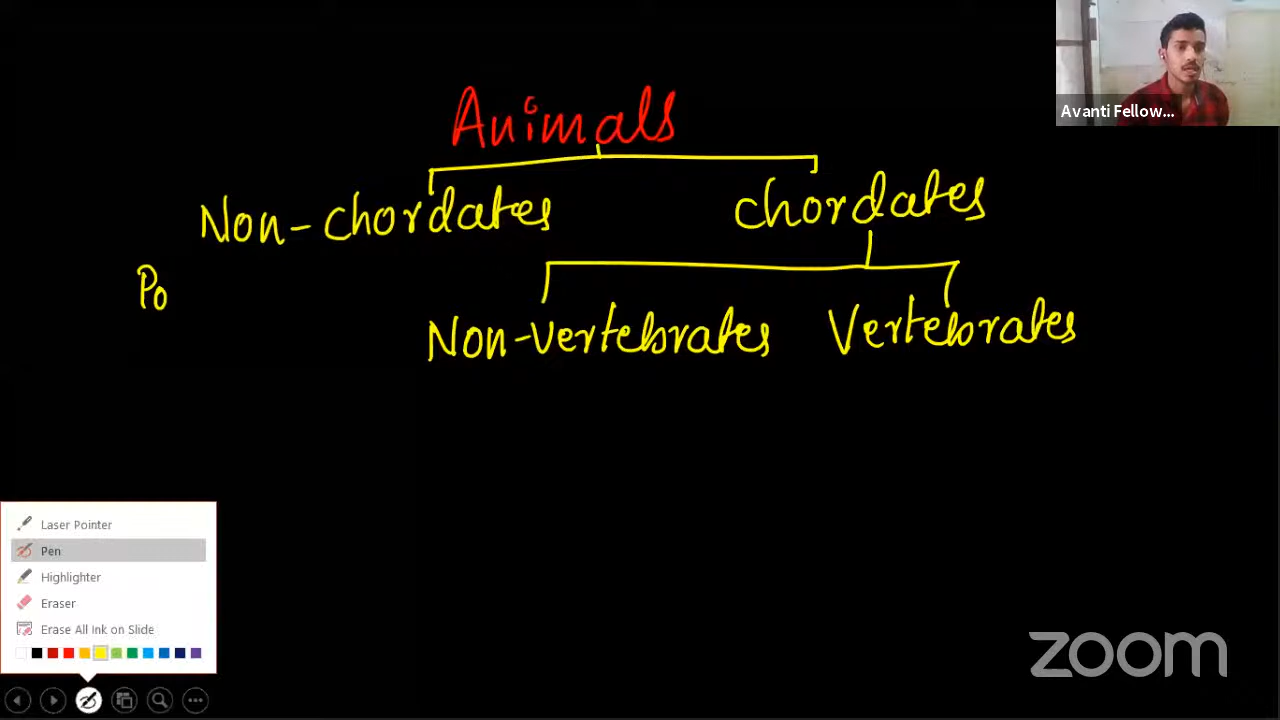 Animals
Avanti Fellow...
Non-chordates
chordates
Po
Non-vertebrates
Vertebrates
Laser Pointer
Pen
Highlighter
Eraser
Erase All Ink on Slide
zoom